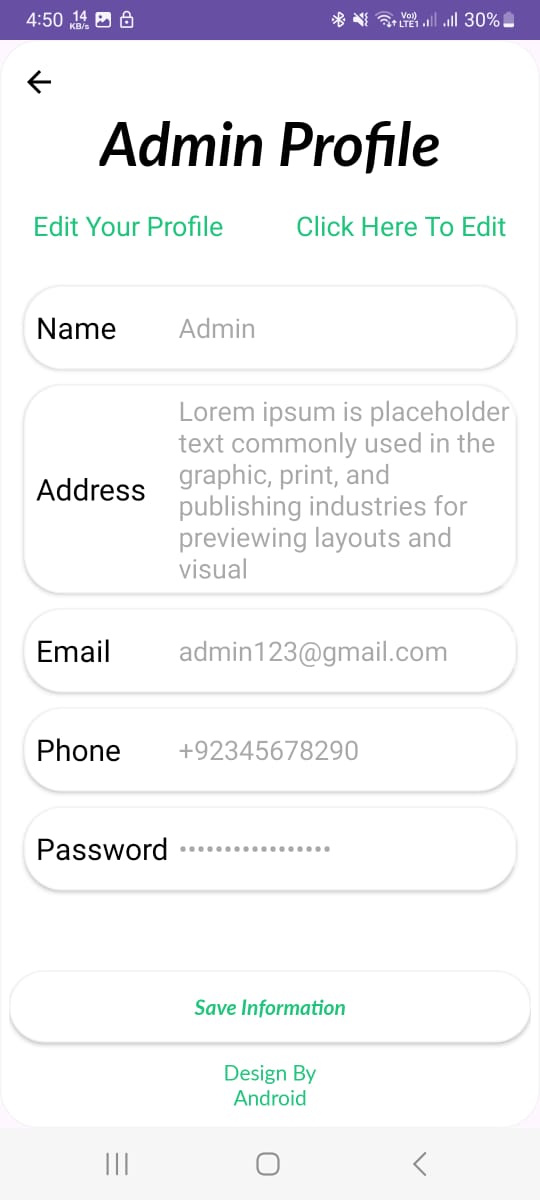 4:50 14 KB/s Vo)) LTE1 30%
Admin Profile
Edit Your Profile Click Here To Edit
Name Admin
Address Lorem ipsum is placeholder
text commonly used in the
graphic, print, and
publishing industries for
previewing layouts and
visual
Email admin123@gmail.com
Phone +92345678290
Password •••••••••••••••••
Save Information
Design By
Android